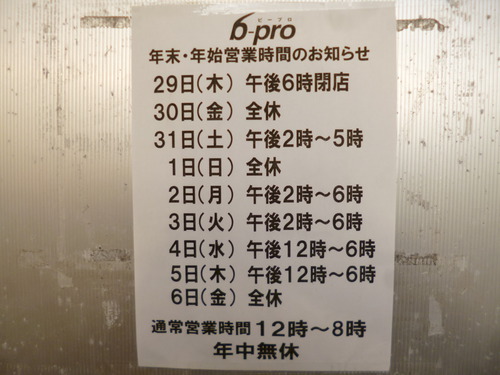 ビープロ
b-pro
年末・年始営業時間のお知らせ
29日(木) 午後6時閉店
30日(金) 全休
31日(土) 午後2時～5時
1日(日) 全休
2日(月) 午後2時～6時
3日(火) 午後2時～6時
4日(水) 午後12時～6時
5日(木) 午後12時～6時
6日(金) 全休
通常営業時間12時～8時
年中無休